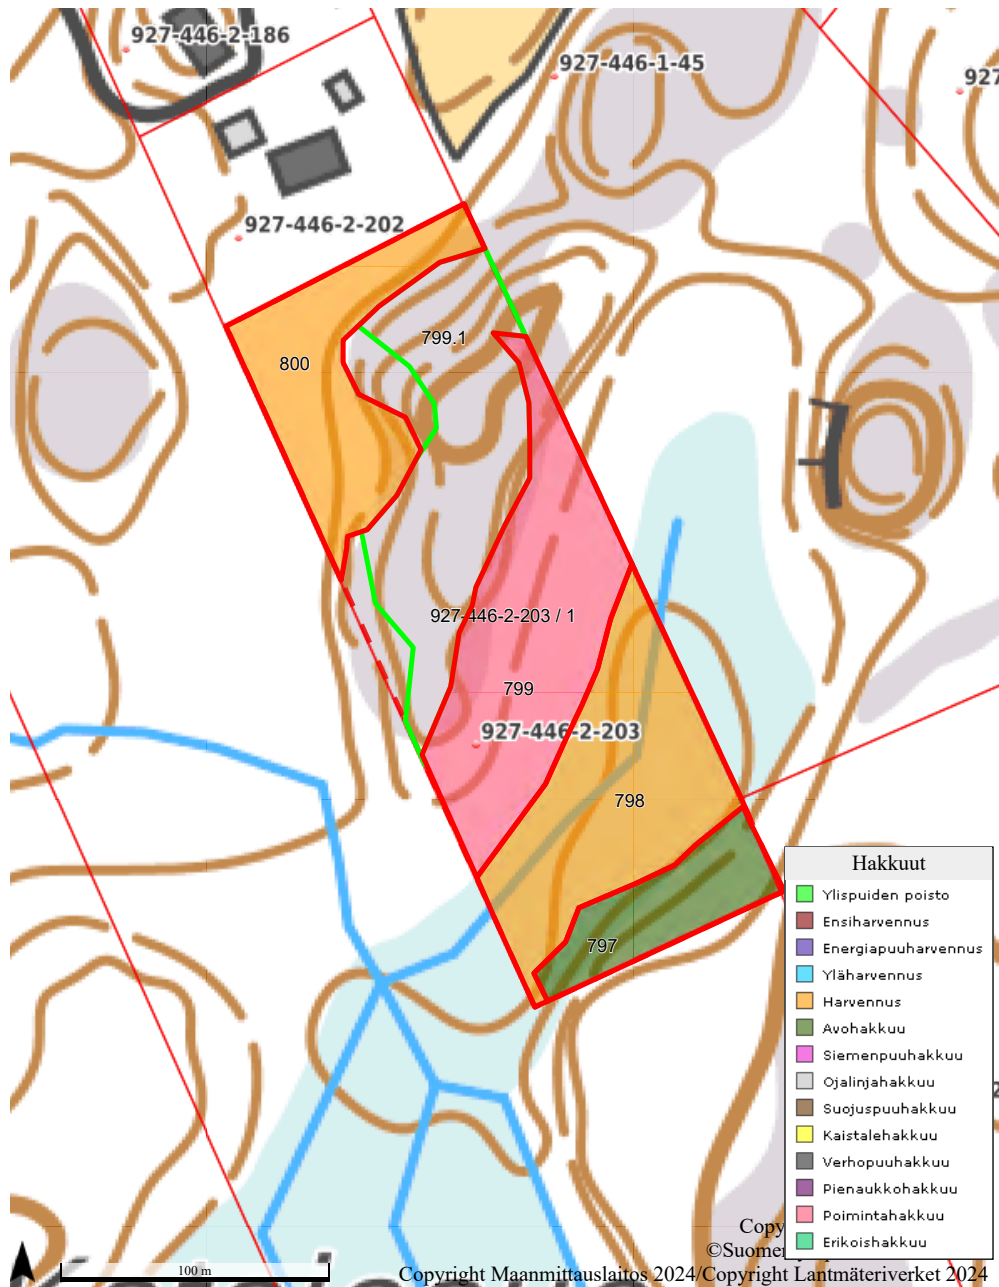 927-446-2-186
927-446-1-45
927
927-446-2-202
799.1
800
927-446-2-203 / 1
799
927-446-2-203
798
797
Hakkuut
Ylispuiden poisto
Ensiharvennus
Energiapuuharvennus
Yläharvennus
Harvennus
Avohakkuu
Siemenpuuhakkuu
Ojalinjahakkuu
Suojuspuuhakkuu
Kaistalehakkuu
Verhopuuhakkuu
Pienaukkohakkuu
Poimintahakkuu
Erikoishakkuu
100 m
Copy
©Suomen
Copyright Maanmittauslaitos 2024/Copyright Lantmäteriverket 2024